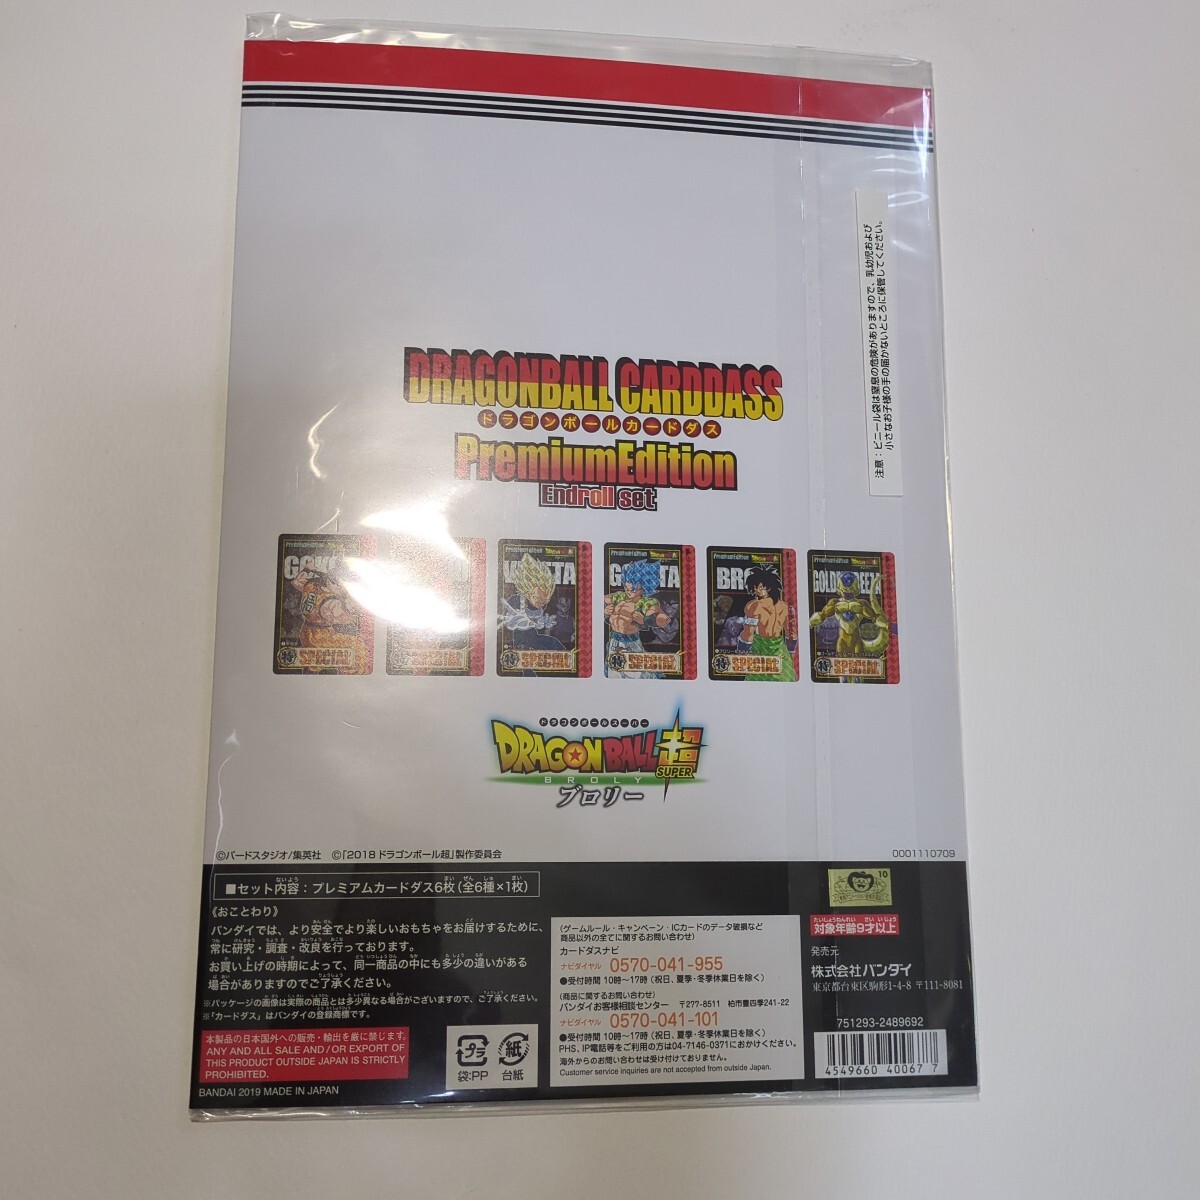 注意：ビニール袋は窒息の危険がありますので、乳幼児および
小さなお子様の手の届かないところに保管してください。
DRAGONBALL CARDDASS
ドラゴンボールカードダス
PremiumEdition
Endroll set
PremiumEdition
VEGETA
特 SPECIAL
PremiumEdition
特 SPECIAL
PremiumEdition
特 SPECIAL
PremiumEdition
特 SPECIAL
PremiumEdition
特 SPECIAL
ドラゴンボールスーパー
DRAGON BALL 超
SUPER
BROLY
ブロリー
©バードスタジオ/集英社 ©「2018 ドラゴンボール超」製作委員会
0001110709
■セット内容：プレミアムカードダス6枚(全6種×1枚)
《おことわり》
バンダイでは、より安全でより楽しいおもちゃをお届けするために、
常に研究・調査・改良を行っております。
お買い上げの時期によって、同一商品の中にも多少の違いがある
場合がありますのでご了承ください。
※パッケージの画像は実際の商品とは多少異なる場合がございますので、ご了承ください。
※「カードダス」はバンダイの登録商標です。
本製品の日本国外への販売・輸出を厳に禁じます。
ANY AND ALL SALE AND/OR EXPORT OF
THIS PRODUCT OUTSIDE JAPAN IS STRICTLY
PROHIBITED.
BANDAI 2019 MADE IN JAPAN
プラ
袋:PP
紙
台紙
(ゲームルール・キャンペーン・ICカードのデータ破損など
商品以外の全てに関するお問い合わせ)
カードダスナビ
ナビダイヤル 0570-041-955
●受付時間 10時〜17時(祝日、夏季・冬季休業日を除く)
(商品に関するお問い合わせ)
バンダイお客様相談センター 〒277-8511 柏市豊四季241-22
ナビダイヤル 0570-041-101
●受付時間 10時〜17時(祝日、夏季・冬季休業日を除く)
PHS、IP電話等をご利用の方は04-7146-0371におかけください。
海外からのお問い合わせは受け付けておりません。
Customer service inquiries are not accepted from outside Japan.
10
対象年齢9才以上
発売元
株式会社バンダイ
東京都台東区駒形1-4-8 〒111-8081
751293-2489692
4549660 40067 7